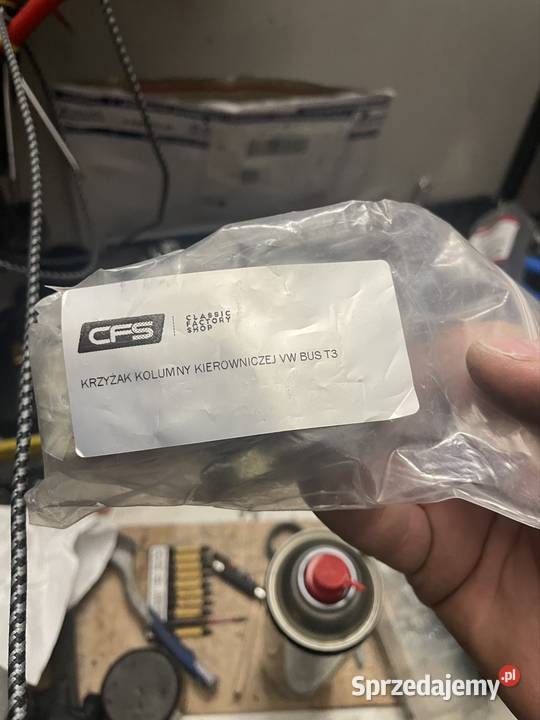 CFS
CLASSIC
FACTORY
SHOP
KRZYŻAK KOLUMNY KIEROWNICZEJ VW BUS T3
Sprzedajemy.pl